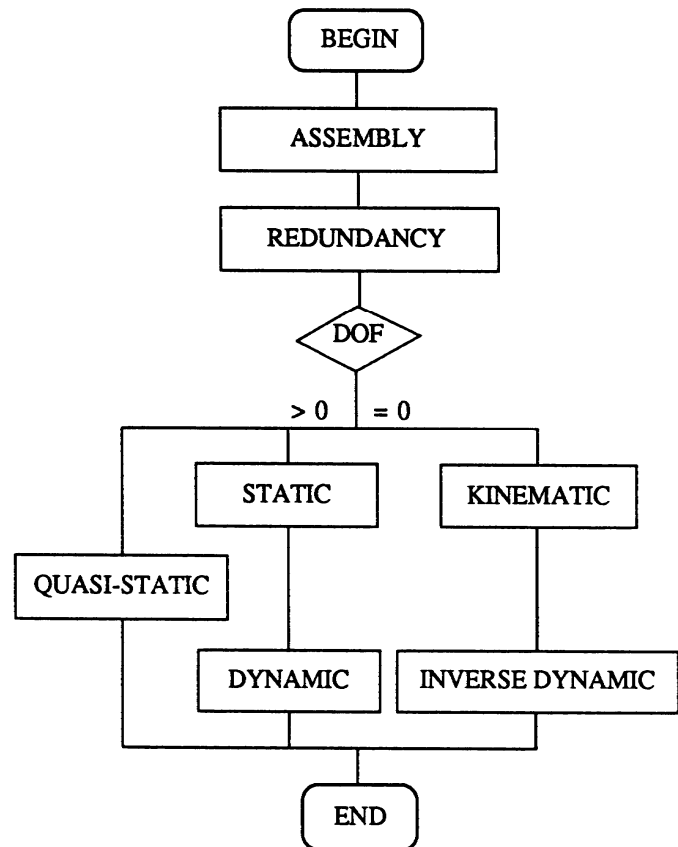 BEGIN
ASSEMBLY
REDUNDANCY
DOF
> 0 = 0
STATIC
KINEMATIC
QUASI-STATIC
DYNAMIC
INVERSE DYNAMIC
END